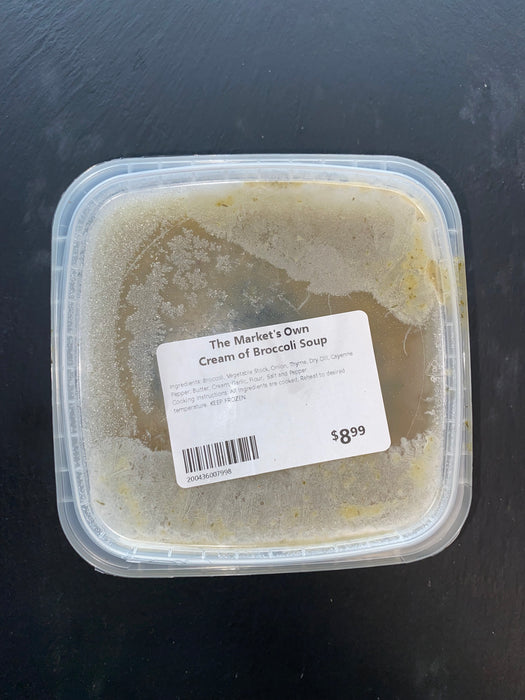 The Market's Own
Cream of Broccoli Soup
Ingredients: Broccoli, Vegetable Stock, Onion, Thyme, Dry Dill, Cayenne
Pepper, Butter, Cream, Garlic, Flour, Salt and Pepper
Cooking Instructions: All ingredients are cooked. Reheat to desired
temperature. KEEP FROZEN
$8.99
200436007998